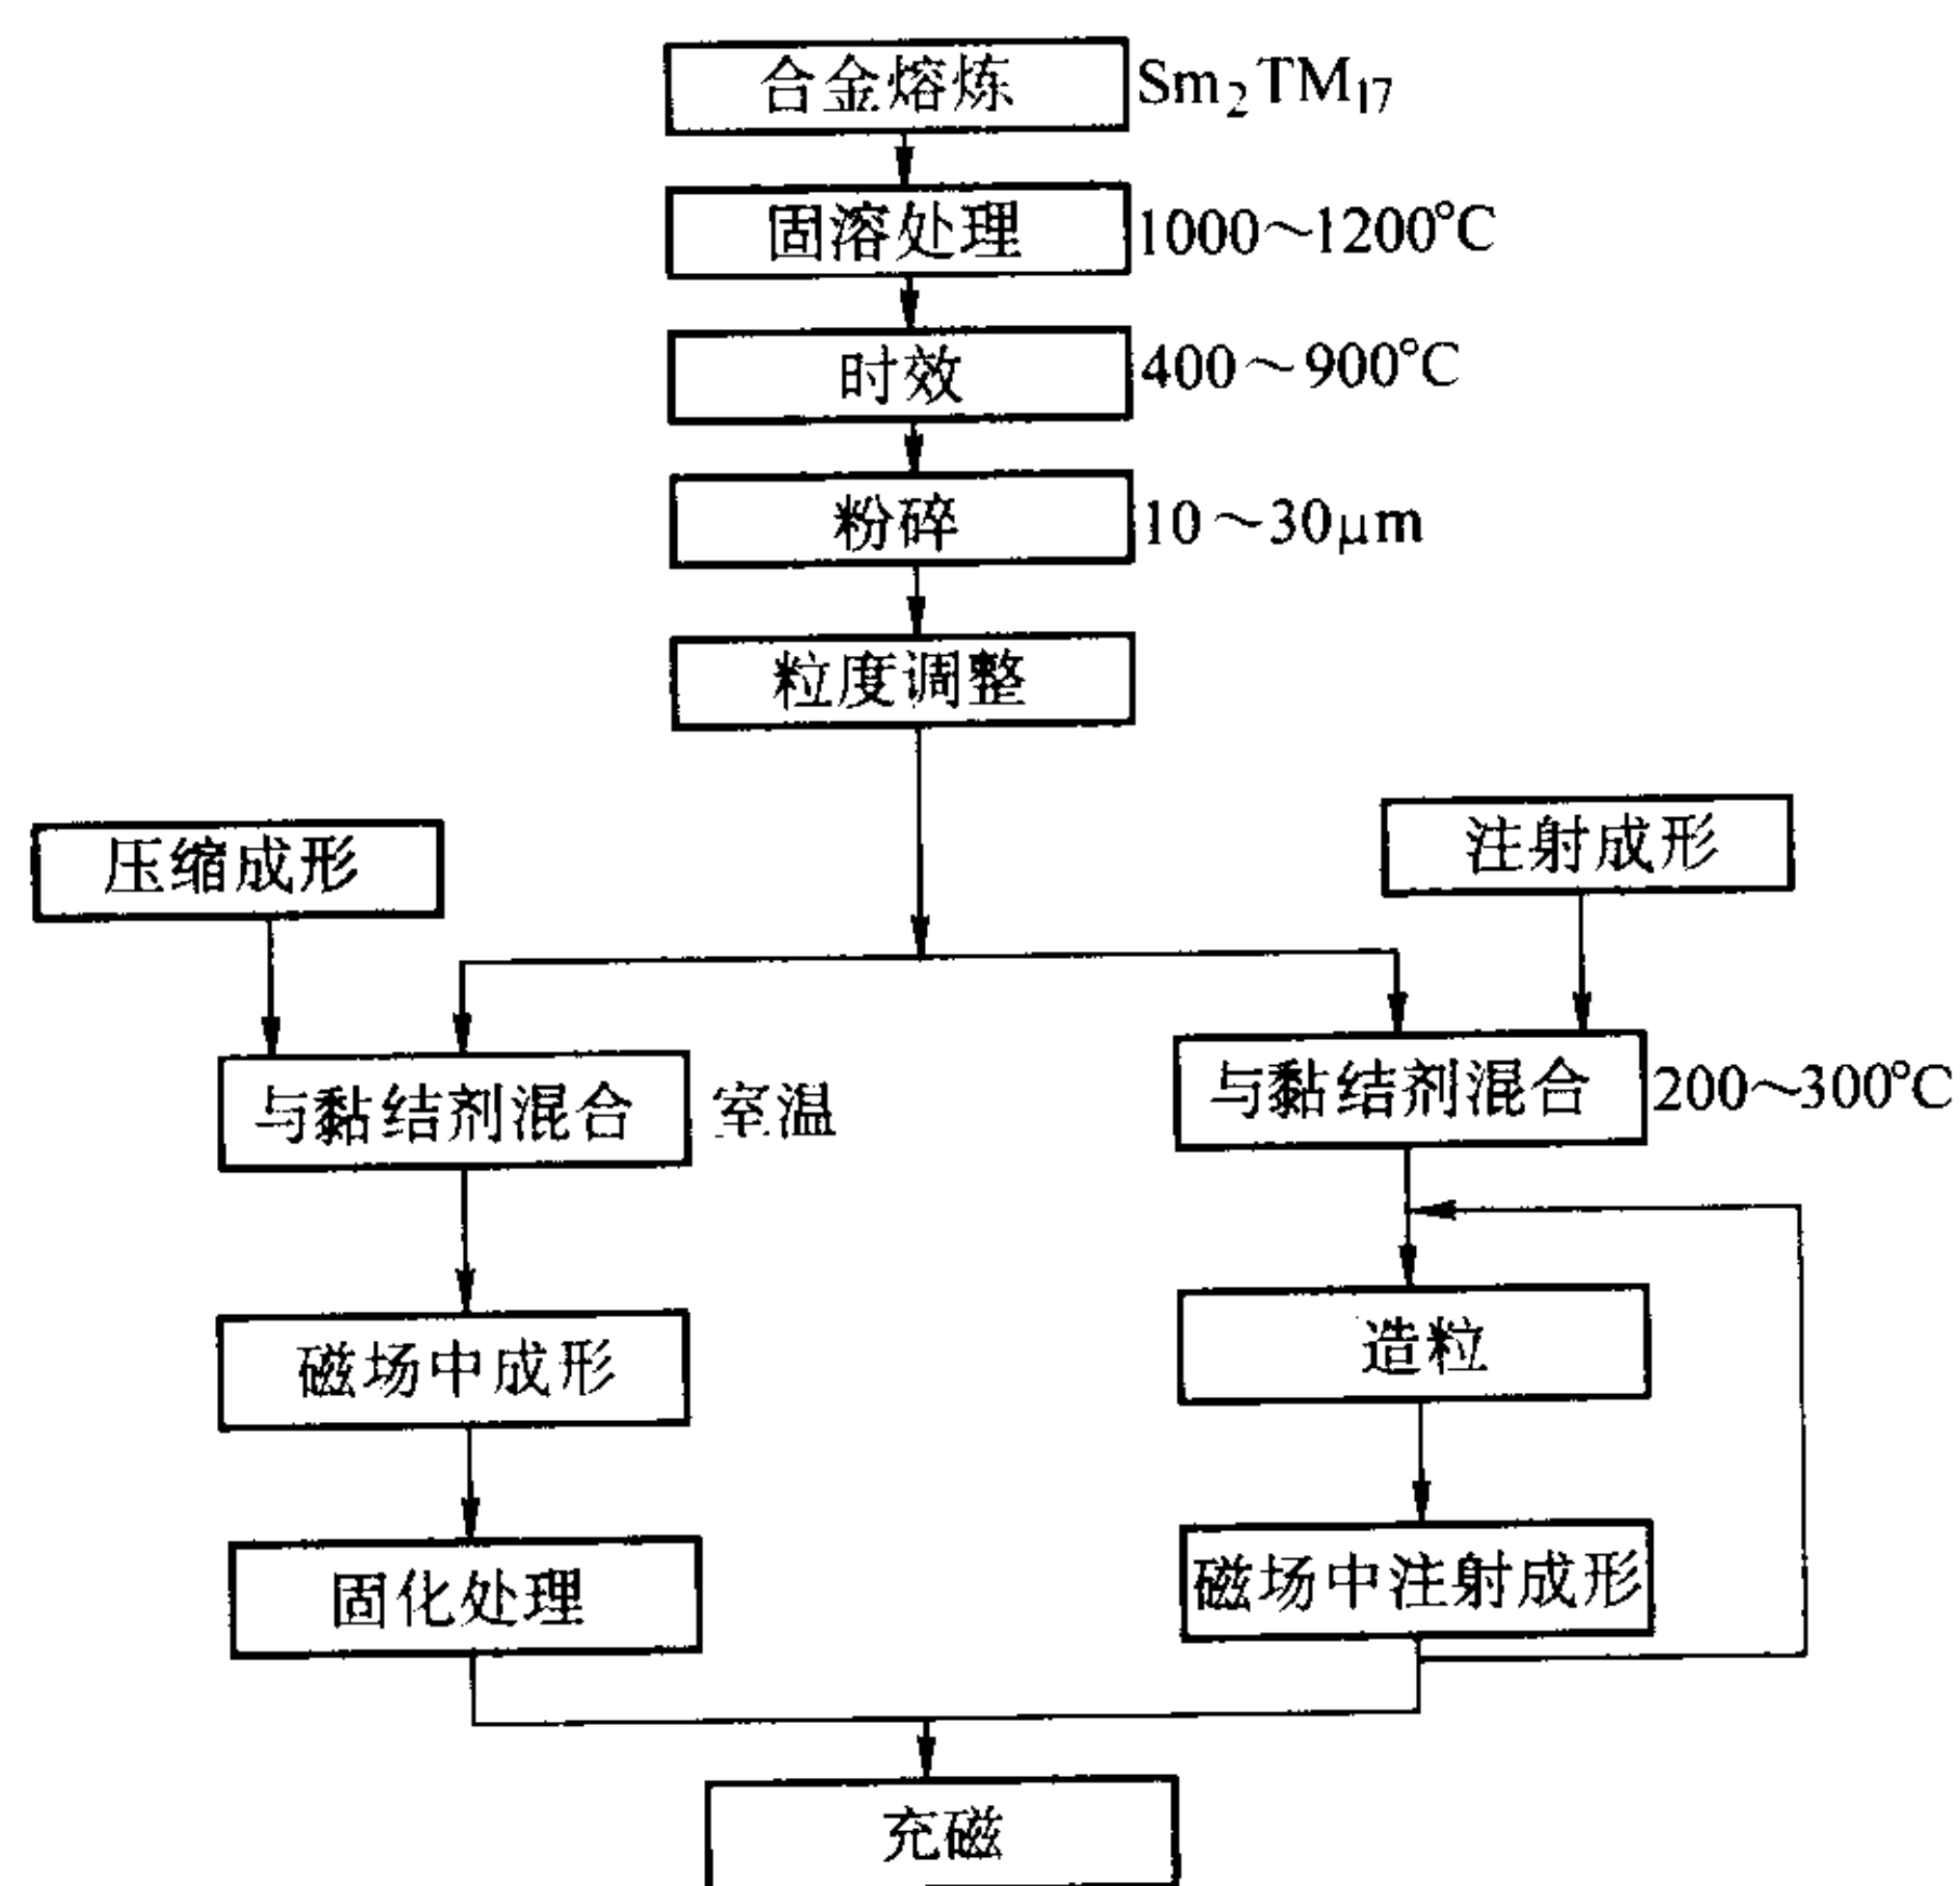 合金熔炼 Sm₂TM₁₇
固溶处理 1000～1200°C
时效 400～900°C
粉碎 10～30μm
粒度调整
压缩成形 注射成形
与黏结剂混合 室温 与黏结剂混合 200～300°C
磁场中成形 造粒
固化处理 磁场中注射成形
充磁